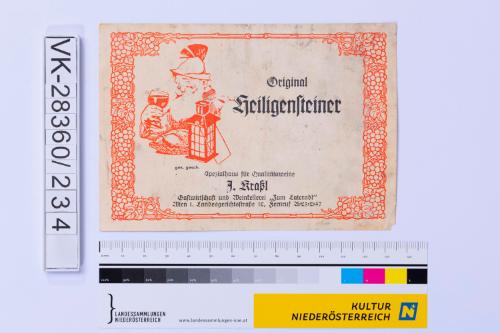 VK-28360/234
Original
Heiligensteiner
ges. gesch.
Spezialhaus für Qualitätsweine
J. Kraßl
Gastwirtschaft und Weinkellerei "Zum Laterndl"
Wien I. Landesgerichtsstraße 10, Fernruf
LANDESSAMMLUNGEN
NIEDERÖSTERREICH
www.landessammlungen-noe.at
KULTUR
NIEDERÖSTERREICH
N